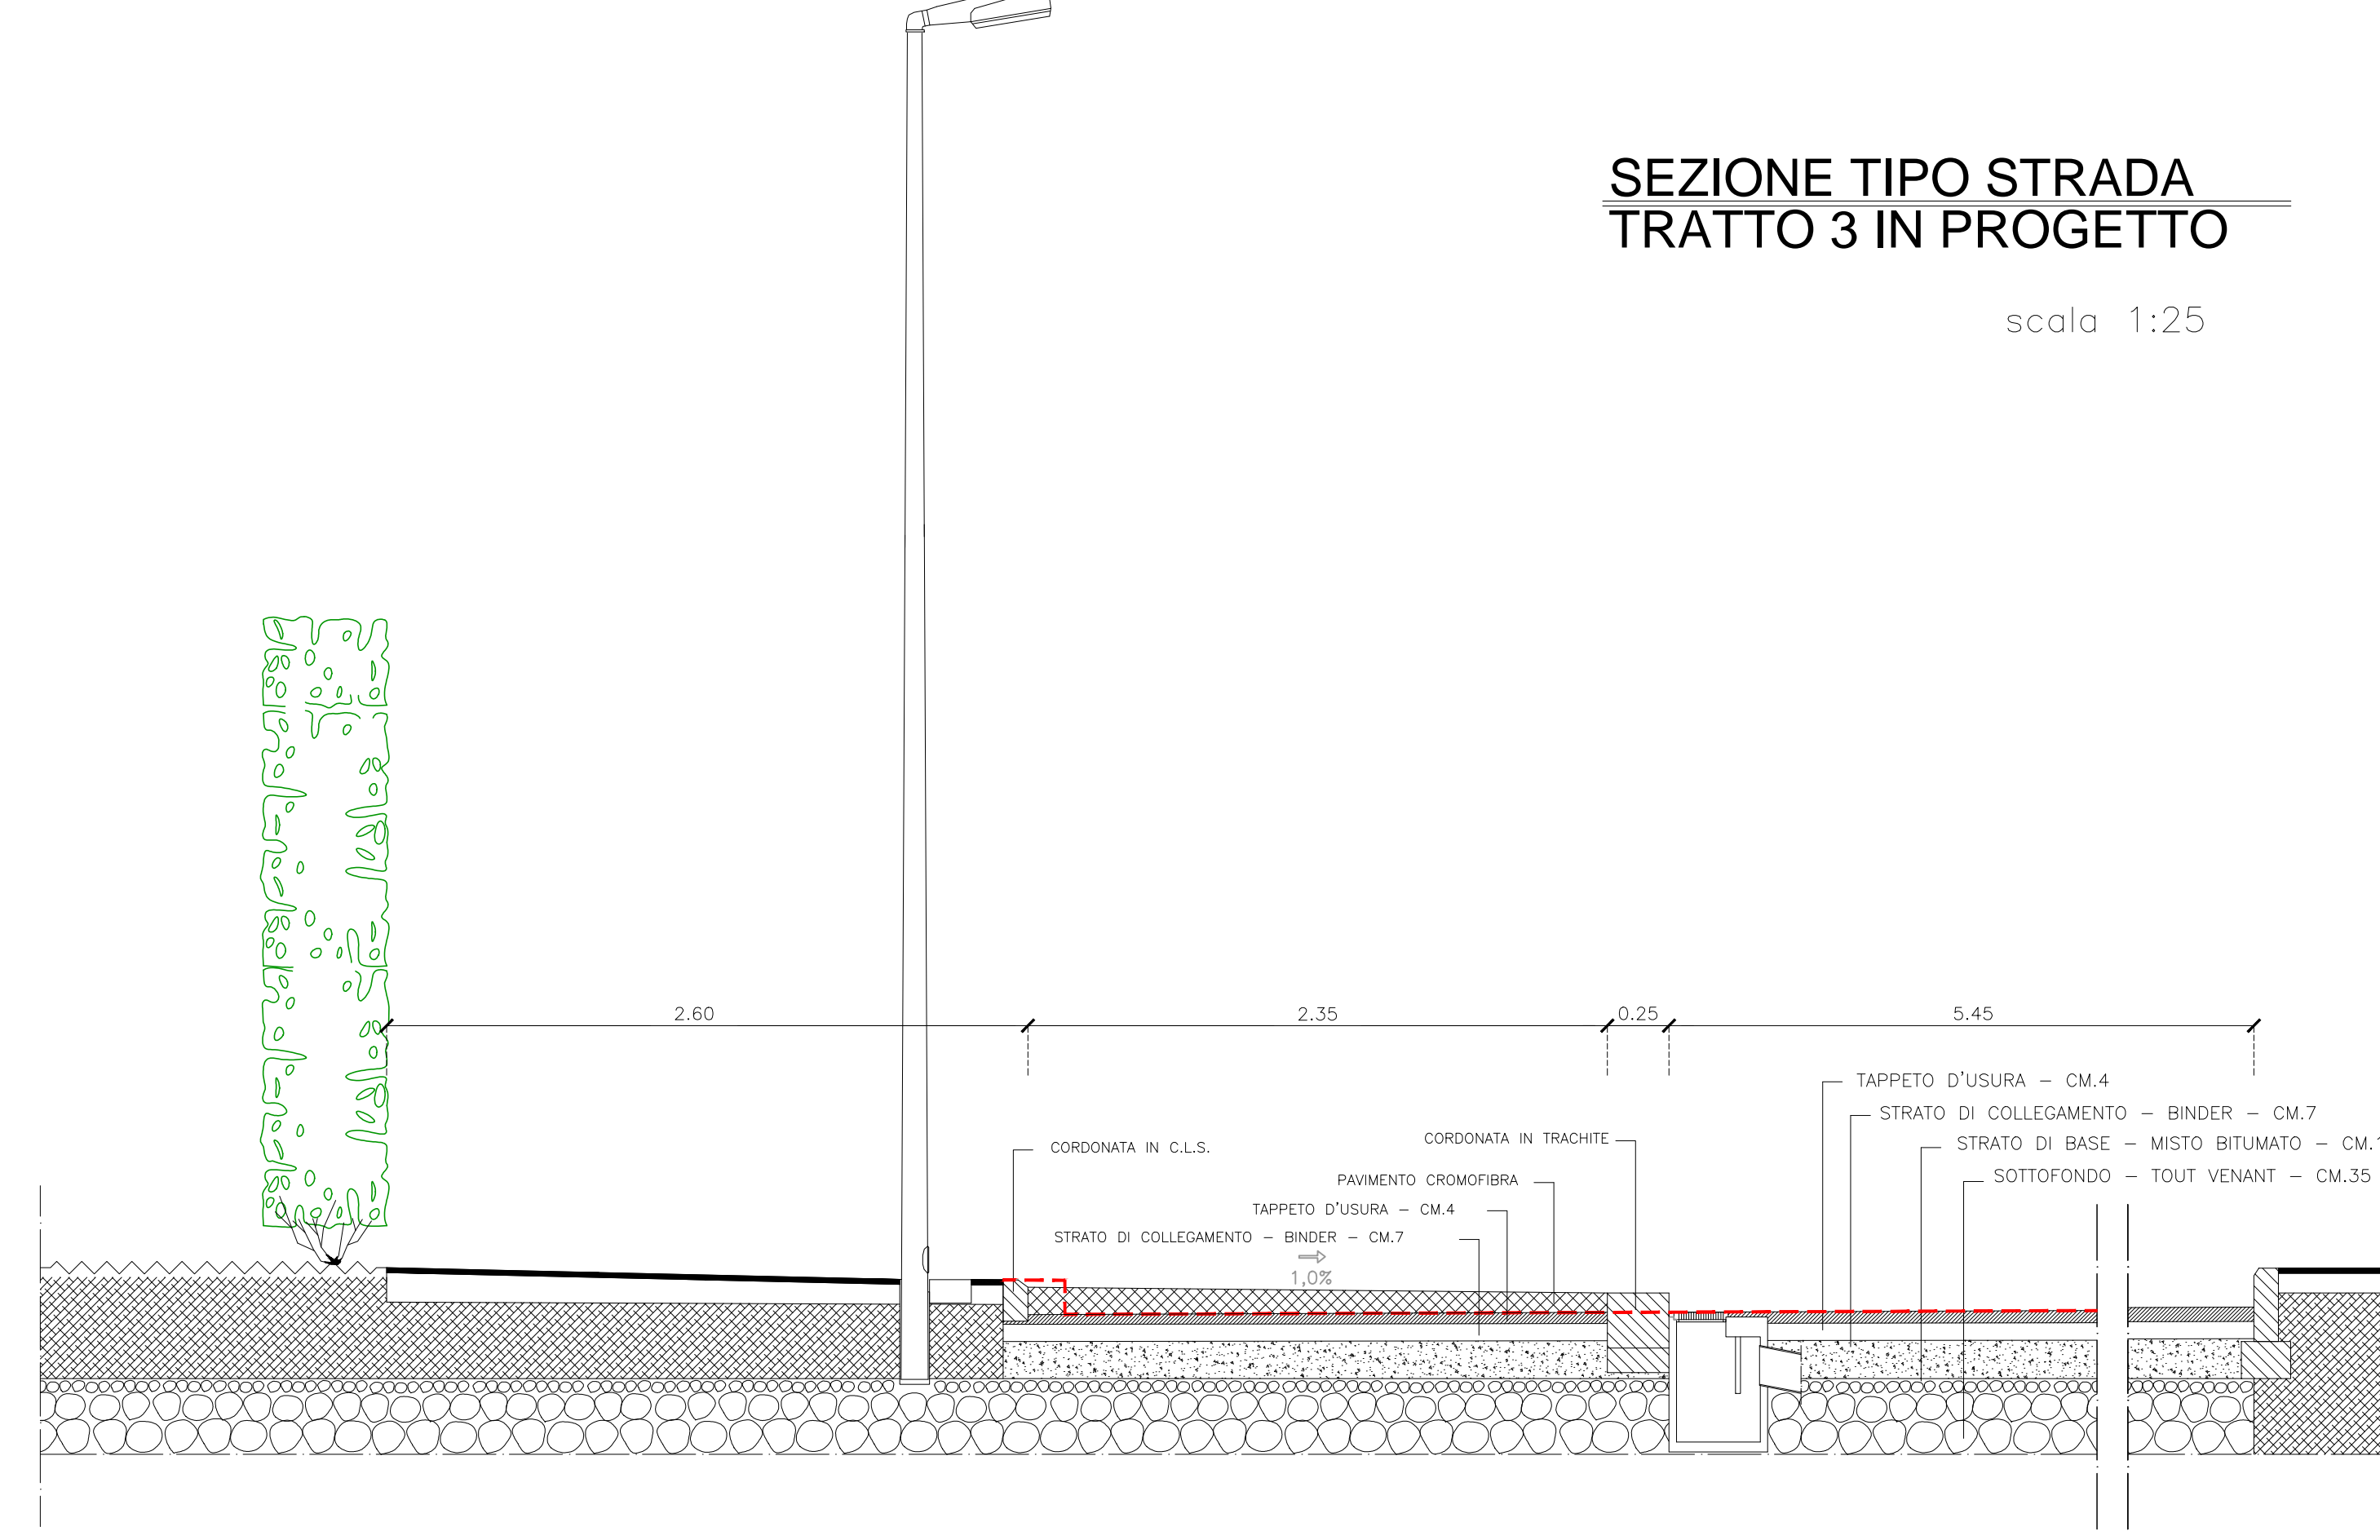 SEZIONE TIPO STRADA
TRATTO 3 IN PROGETTO
scala 1:25
2.60
2.35
0.25
5.45
TAPPETO D'USURA – CM.4
STRATO DI COLLEGAMENTO – BINDER – CM.7
STRATO DI BASE – MISTO BITUMATO – CM.
SOTTOFONDO – TOUT VENANT – CM.35
CORDONATA IN C.L.S.
CORDONATA IN TRACHITE
PAVIMENTO CROMOFIBRA
TAPPETO D'USURA – CM.4
STRATO DI COLLEGAMENTO – BINDER – CM.7
1,0%